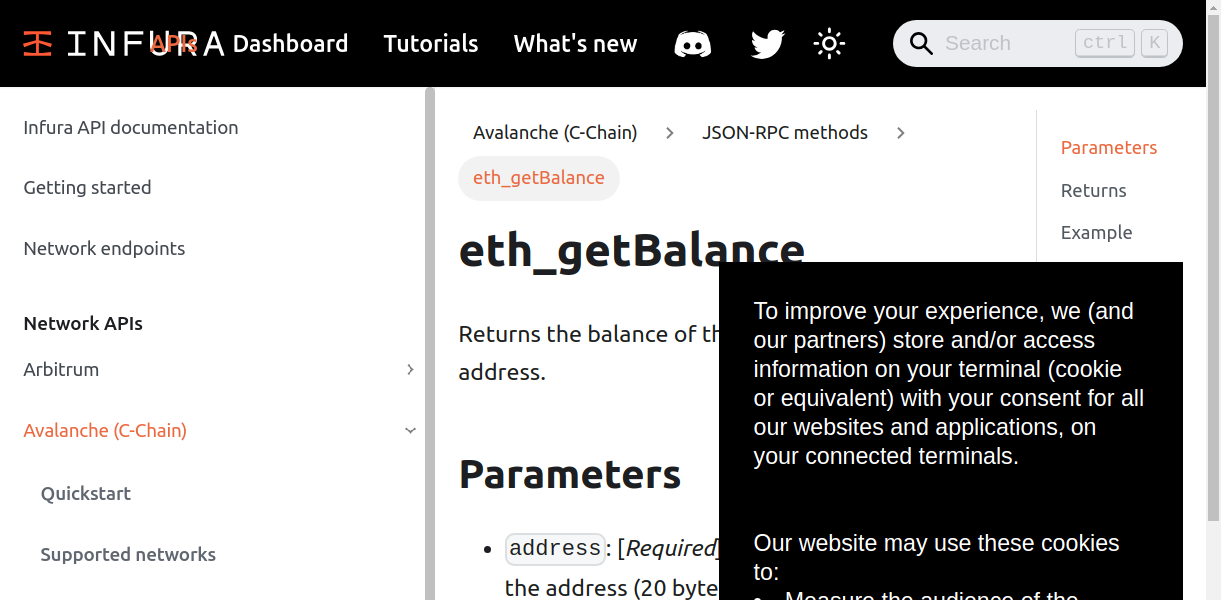 INFURA APIs Dashboard Tutorials What's new Search ctrl K
Infura API documentation
Getting started
Network endpoints
Network APIs
Arbitrum
Avalanche (C-Chain)
Quickstart
Supported networks
Avalanche (C-Chain) > JSON-RPC methods >
eth_getBalance
eth_getBalance
Returns the balance of th
address.
Parameters
• address: [Required]
the address (20 byte
Parameters
Returns
Example
To improve your experience, we (and
our partners) store and/or access
information on your terminal (cookie
or equivalent) with your consent for all
our websites and applications, on
your connected terminals.
Our website may use these cookies
to:
• Measure the audience of the